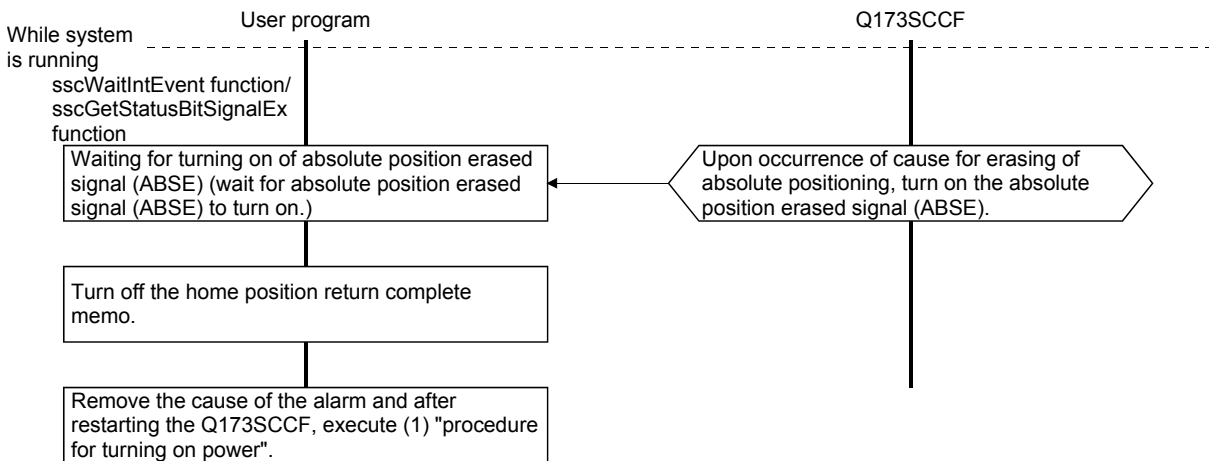 User program
Q173SCCF
While system
is running
sscWaitIntEvent function/
sscGetStatusBitSignalEx
function
Waiting for turning on of absolute position erased
signal (ABSE) (wait for absolute position erased
signal (ABSE) to turn on.)
Upon occurrence of cause for erasing of
absolute positioning, turn on the absolute
position erased signal (ABSE).
Turn off the home position return complete
memo.
Remove the cause of the alarm and after
restarting the Q173SCCF, execute (1) "procedure
for turning on power".